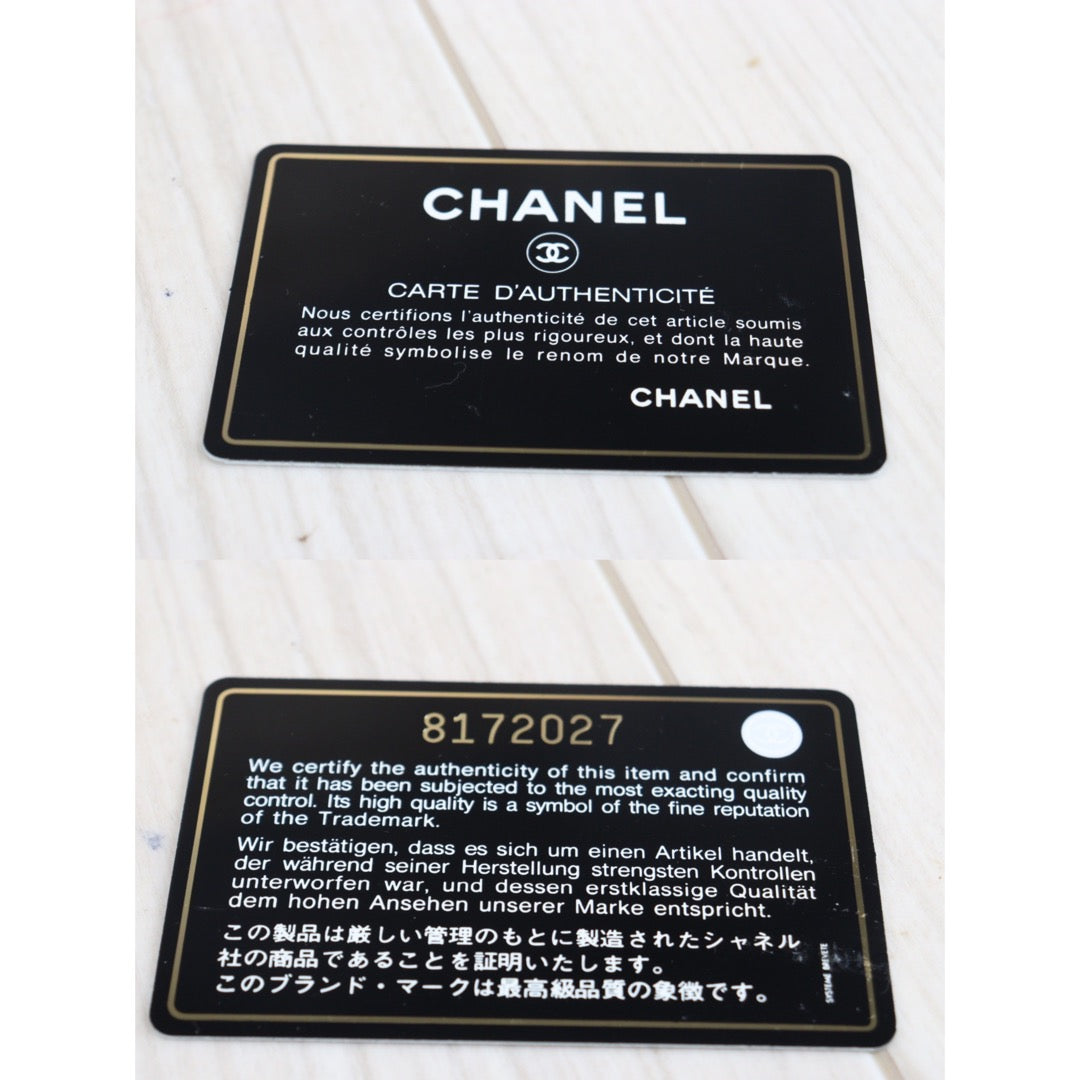 CHANEL
CARTE D'AUTHENTICITÉ
Nous certifions l'authenticité de cet article soumis
aux contrôles les plus rigoureux, et dont la haute
qualité symbolise le renom de notre Marque.
CHANEL
8172027
We certify the authenticity of this item and confirm
that it has been subjected to the most exacting quality
control. Its high quality is a symbol of the fine reputation
of the Trademark.
Wir bestätigen, dass es sich um einen Artikel handelt,
der während seiner Herstellung strengsten Kontrollen
unterworfen war, und dessen erstklassige Qualität
dem hohen Ansehen unserer Marke entspricht.
この製品は厳しい管理のもとに製造されたシャネル
社の商品であることを証明いたします。
このブランド・マークは最高級品質の象徴です。
SYSTEME